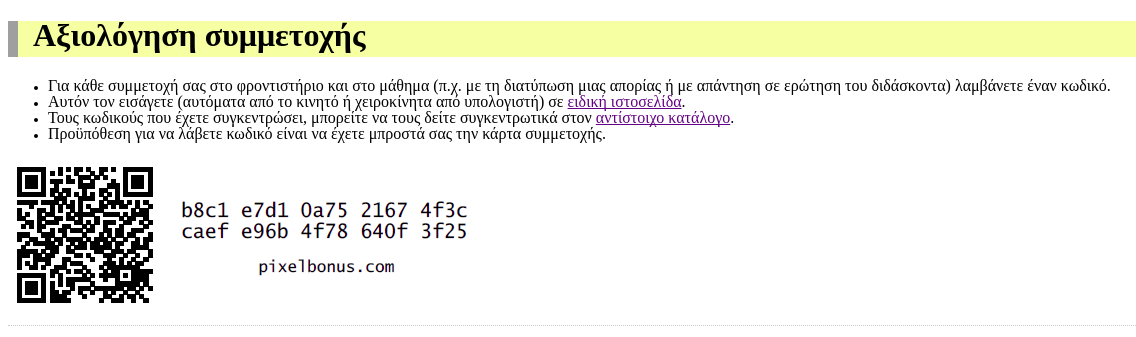 Αξιολόγηση συμμετοχής
Για κάθε συμμετοχή σας στο φροντιστήριο και στο μάθημα (π.χ. με τη διατύπωση μιας απορίας ή με απάντηση σε ερώτηση του διδάσκοντα) λαμβάνετε έναν κωδικό.
Αυτόν τον εισάγετε (αυτόματα από το κινητό ή χειροκίνητα από υπολογιστή) σε ειδική ιστοσελίδα.
Τους κωδικούς που έχετε συγκεντρώσει, μπορείτε να τους δείτε συγκεντρωτικά στον αντίστοιχο κατάλογο.
Προϋπόθεση για να λάβετε κωδικό είναι να έχετε μπροστά σας την κάρτα συμμετοχής.
b8c1 e7d1 0a75 2167 4f3c
caef e96b 4f78 640f 3f25
pixelbonus.com